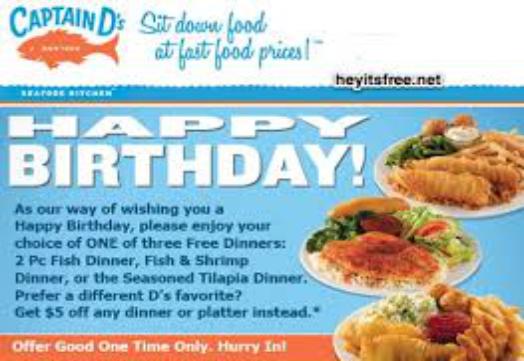 CAPTAIN D's
SEAFOOD KITCHEN
Sit down food
at fast food prices!™
heyitsfree.net
HAPPY
BIRTHDAY!
As our way of wishing you a
Happy Birthday, please enjoy your
choice of ONE of three Free Dinners:
2 Pc Fish Dinner, Fish & Shrimp
Dinner, or the Seasoned Tilapia Dinner.
Prefer a different D's favorite?
Get $5 off any dinner or platter instead.*
Offer Good One Time Only. Hurry In!